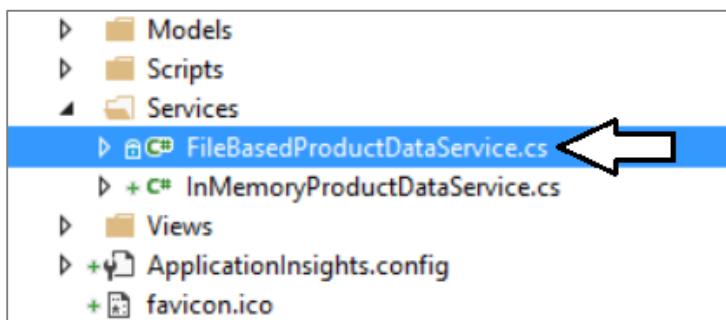 Models
Scripts
Services
C# FileBasedProductDataService.cs
+ C# InMemoryProductDataService.cs
Views
+ ApplicationInsights.config
+ favicon.ico